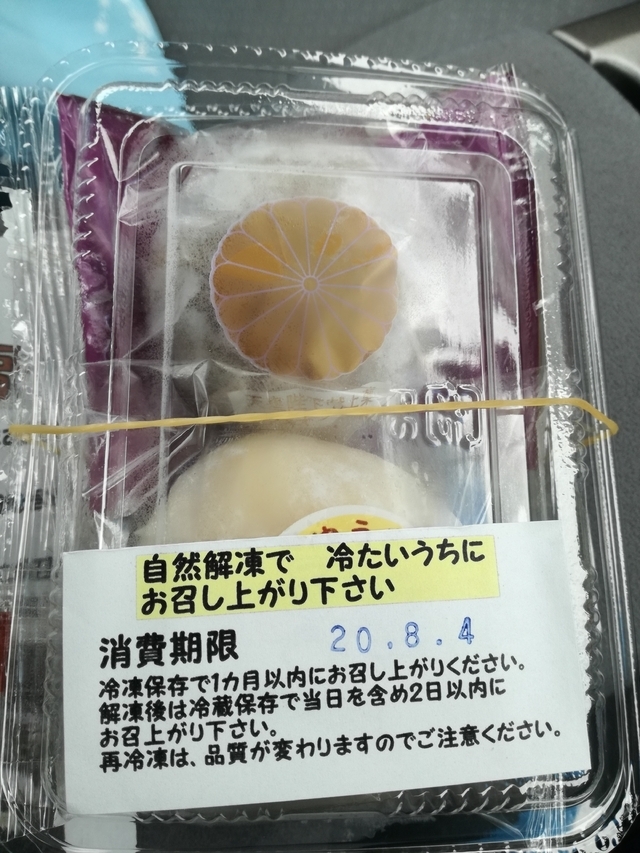 自然解凍で　冷たいうちに
お召し上がり下さい
消費期限 20.8.4
冷凍保存で1カ月以内にお召し上がりください。
解凍後は冷蔵保存で当日を含め2日以内に
お召上がり下さい。
再冷凍は、品質が変わりますのでご注意ください。